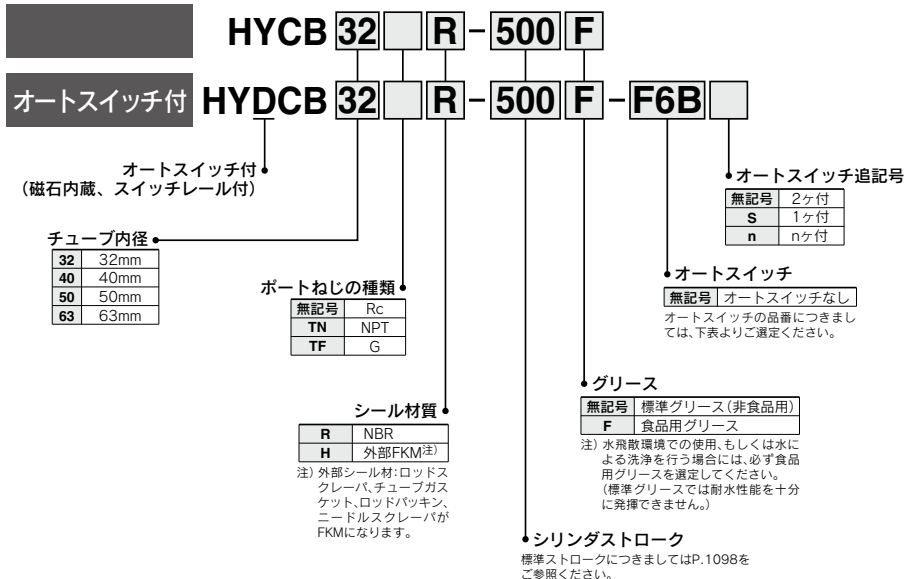 HYCB 32 R - 500 F
オートスイッチ付 HYDCB 32 R - 500 F - F6B
オートスイッチ付
（磁石内蔵、スイッチレール付）
チューブ内径
32 32mm
40 40mm
50 50mm
63 63mm
ポートねじの種類
無記号 Rc
TN NPT
TF G
シール材質
R NBR
H 外部FKM注）
注）外部シール材：ロッドス
クレーパ、チューブガス
ケット、ロッドパッキン、
ニードルスクレーパが
FKMになります。
オートスイッチ追記号
無記号 2ヶ付
S 1ヶ付
n nヶ付
オートスイッチ
無記号 オートスイッチなし
オートスイッチの品番につきまし
ては、下表よりご選定ください。
グリース
無記号 標準グリース（非食品用）
F 食品用グリース
注）水飛散環境での使用、もしくは水に
よる洗浄を行う場合には、必ず食品
用グリースを選定してください。
（標準グリースでは耐水性能を十分
に発揮できません。）
シリンダストローク
標準ストロークにつきましてはP.1098を
ご参照ください。